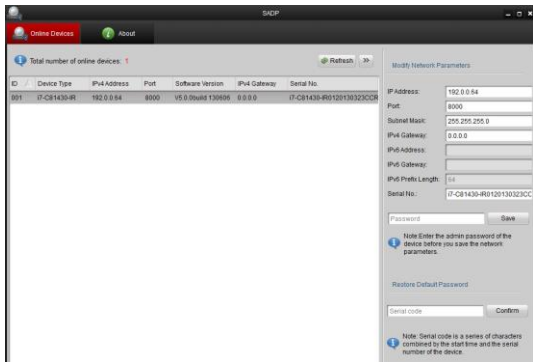 SADP
Online Devices
About
Total number of online devices: 1
Refresh
ID Device Type IPv4 Address Port Software Version IPv4 Gateway Serial No.
001 i7-C81430-IR 192.0.0.64 8000 V5.0.0build 130606 0.0.0.0 i7-C81430-IR0120130323CCR
Modify Network Parameters
IP Address: 192.0.0.64
Port: 8000
Subnet Mask: 255.255.255.0
IPv4 Gateway: 0.0.0.0
IPv6 Address:
IPv6 Gateway:
IPv6 Prefix Length: 64
Serial No.: i7-C81430-IR0120130323CC
Password Save
Note:Enter the admin password of the
device before you save the network
parameters.
Restore Default Password
Serial code Confirm
Note: Serial code is a series of characters
combined by the start time and the serial
number of the device.